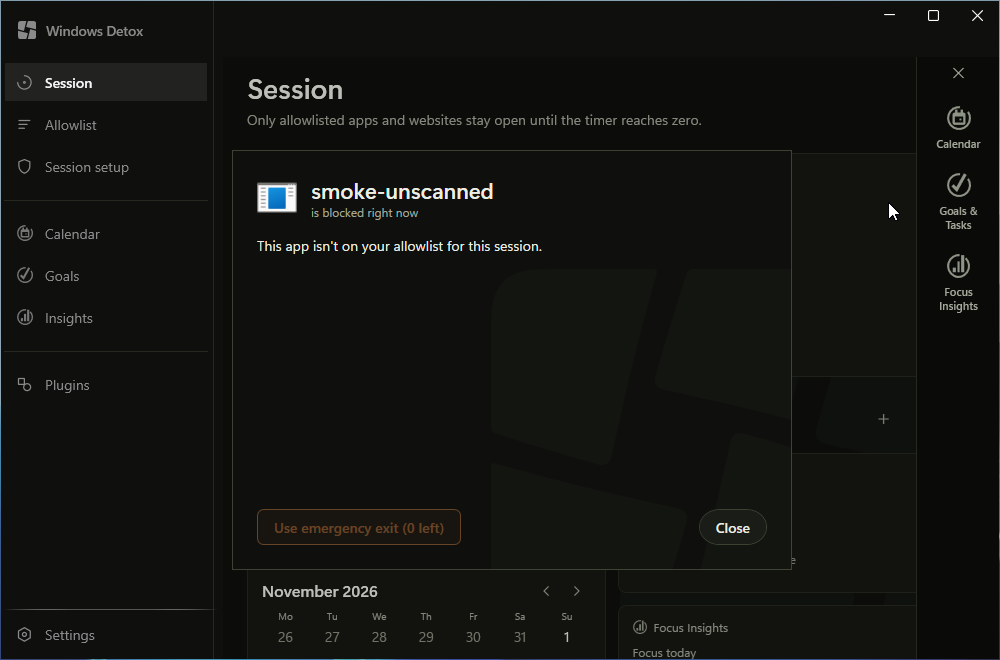 Windows Detox
Session
Allowlist
Session setup
Calendar
Goals
Insights
Plugins
Settings
Session
Only allowlisted apps and websites stay open until the timer reaches zero.
smoke-unscanned
is blocked right now
This app isn't on your allowlist for this session.
Use emergency exit (0 left)
Close
November 2026
Mo Tu We Th Fr Sa Su
26 27 28 29 30 31 1
Focus Insights
Focus today
Calendar
Goals &
Tasks
Focus
Insights